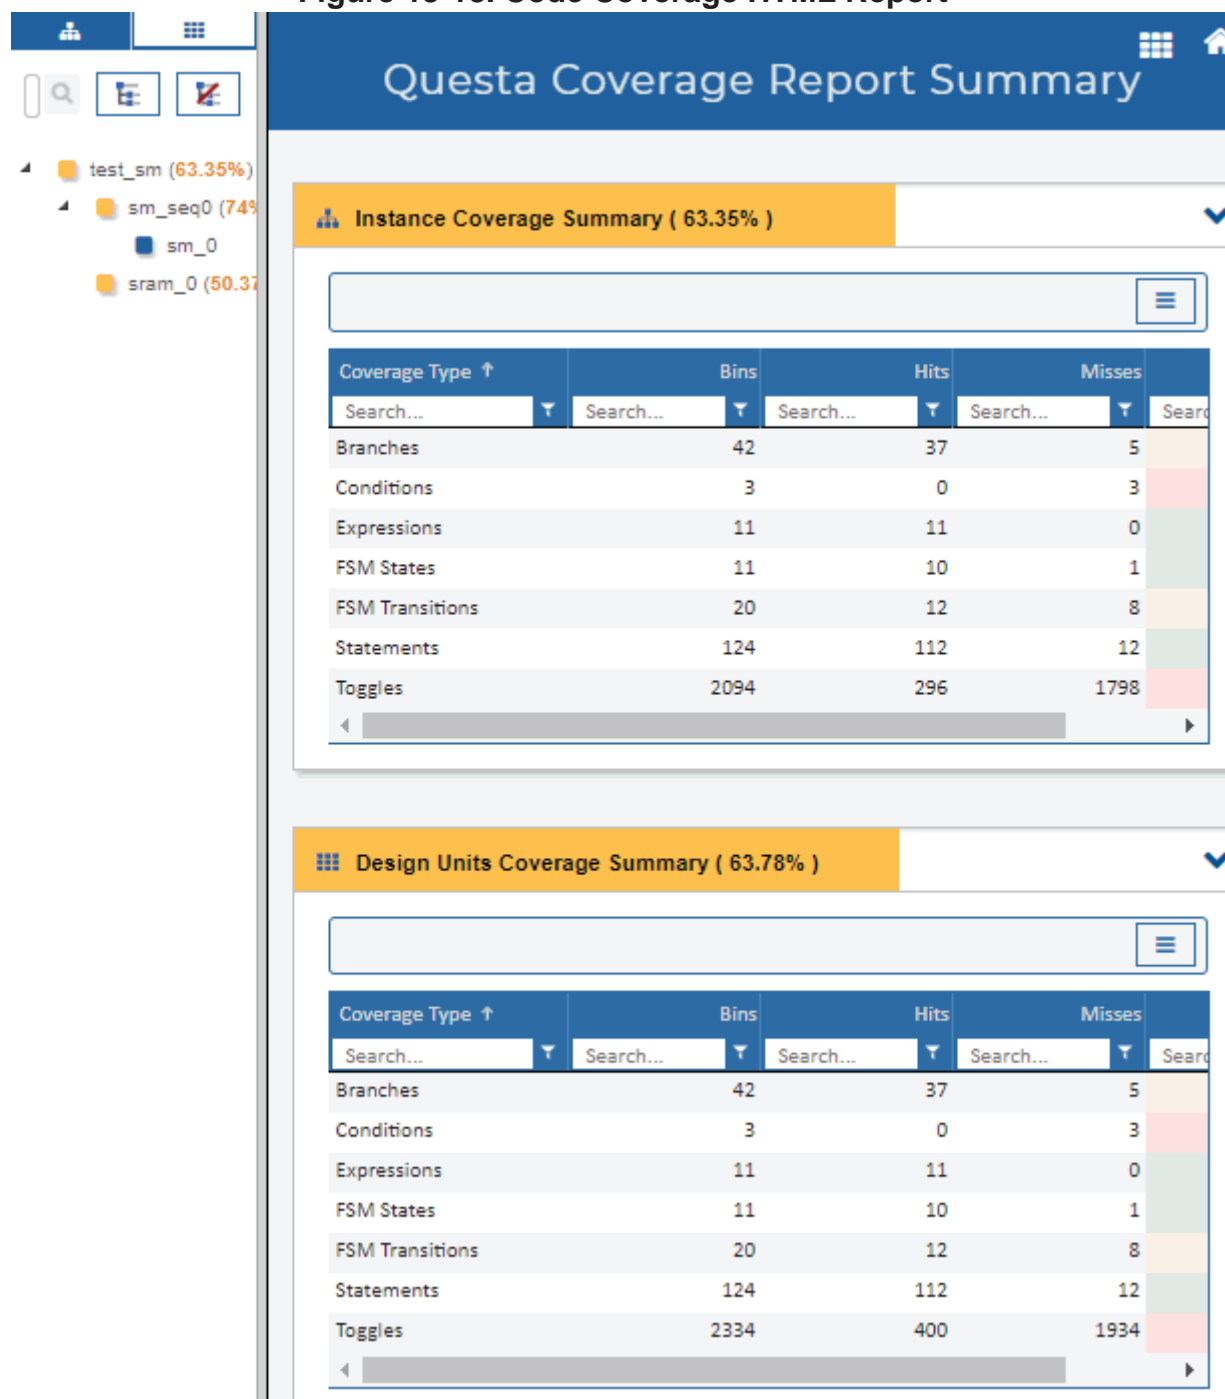 Questa Coverage Report Summary
test_sm (63.35%)
sm_seq0 (74%
sm_0
sram_0 (50.37
Instance Coverage Summary ( 63.35% )
Coverage Type ↑ Bins Hits Misses
Search... Search... Search... Search... Searc
Branches 42 37 5
Conditions 3 0 3
Expressions 11 11 0
FSM States 11 10 1
FSM Transitions 20 12 8
Statements 124 112 12
Toggles 2094 296 1798
Design Units Coverage Summary ( 63.78% )
Coverage Type ↑ Bins Hits Misses
Search... Search... Search... Search... Searc
Branches 42 37 5
Conditions 3 0 3
Expressions 11 11 0
FSM States 11 10 1
FSM Transitions 20 12 8
Statements 124 112 12
Toggles 2334 400 1934